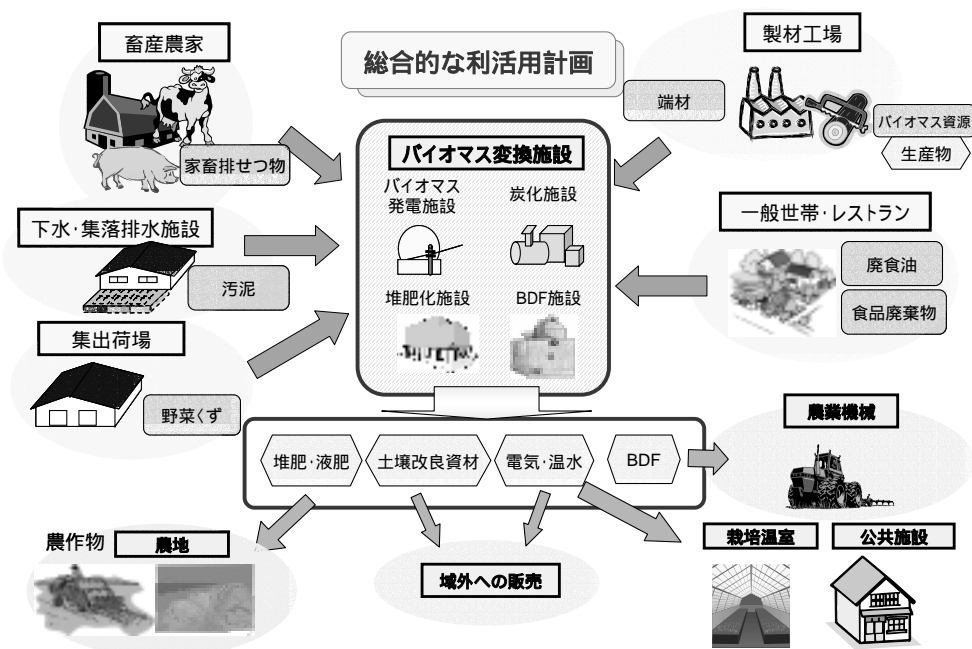 総合的な利活用計画
畜産農家
家畜排せつ物
下水・集落排水施設
汚泥
集出荷場
野菜くず
製材工場
端材
バイオマス資源
生産物
一般世帯・レストラン
廃食油
食品廃棄物
バイオマス変換施設
バイオマス
発電施設
炭化施設
堆肥化施設
BDF施設
堆肥・液肥
土壌改良資材
電気・温水
BDF
農業機械
農作物
農地
域外への販売
栽培温室
公共施設